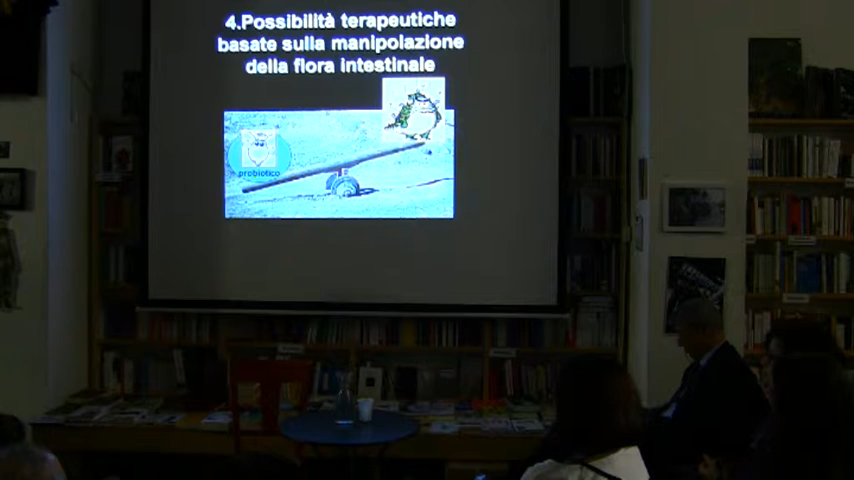 4.Possibilità terapeutiche
basate sulla manipolazione
della flora intestinale
probiotico